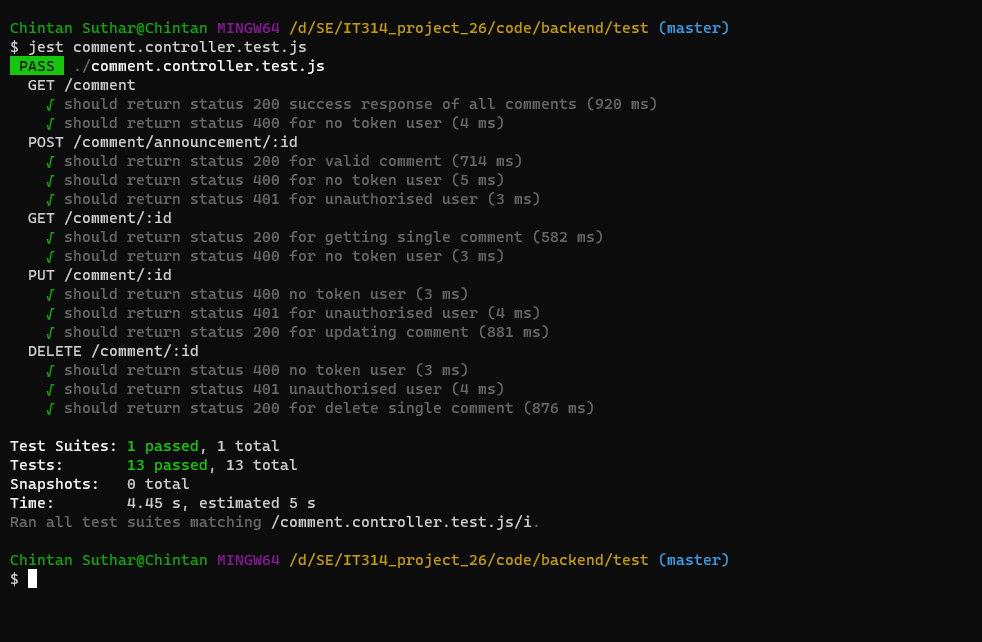 Chintan Suthar@Chintan MINGW64 /d/SE/IT314_project_26/code/backend/test (master)
$ jest comment.controller.test.js
PASS ./comment.controller.test.js
GET /comment
√ should return status 200 success response of all comments (920 ms)
√ should return status 400 for no token user (4 ms)
POST /comment/announcement/:id
√ should return status 200 for valid comment (714 ms)
√ should return status 400 for no token user (5 ms)
√ should return status 401 for unauthorised user (3 ms)
GET /comment/:id
√ should return status 200 for getting single comment (582 ms)
√ should return status 400 for no token user (3 ms)
PUT /comment/:id
√ should return status 400 no token user (3 ms)
√ should return status 401 for unauthorised user (4 ms)
√ should return status 200 for updating comment (881 ms)
DELETE /comment/:id
√ should return status 400 no token user (3 ms)
√ should return status 401 unauthorised user (4 ms)
√ should return status 200 for delete single comment (876 ms)
Test Suites: 1 passed, 1 total
Tests: 13 passed, 13 total
Snapshots: 0 total
Time: 4.45 s, estimated 5 s
Ran all test suites matching /comment.controller.test.js/i.
Chintan Suthar@Chintan MINGW64 /d/SE/IT314_project_26/code/backend/test (master)
$